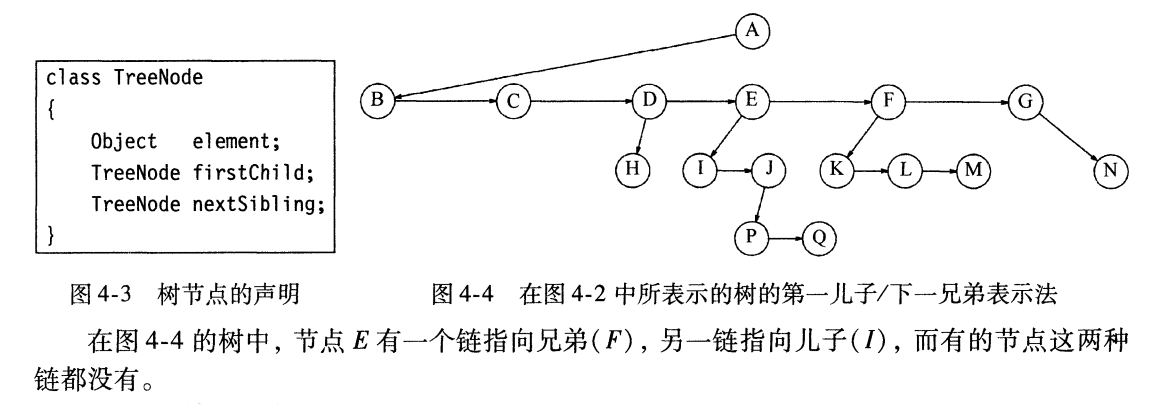 A
class TreeNode
{
Object element;
TreeNode firstChild;
TreeNode nextSibling;
}
B C D E F G
H I J K L M N
P Q
图4-3 树节点的声明
图4-4 在图4-2中所表示的树的第一儿子/下一兄弟表示法
在图4-4的树中，节点E有一个链指向兄弟(F)，另一链指向儿子(I)，而有的节点这两种
链都没有。